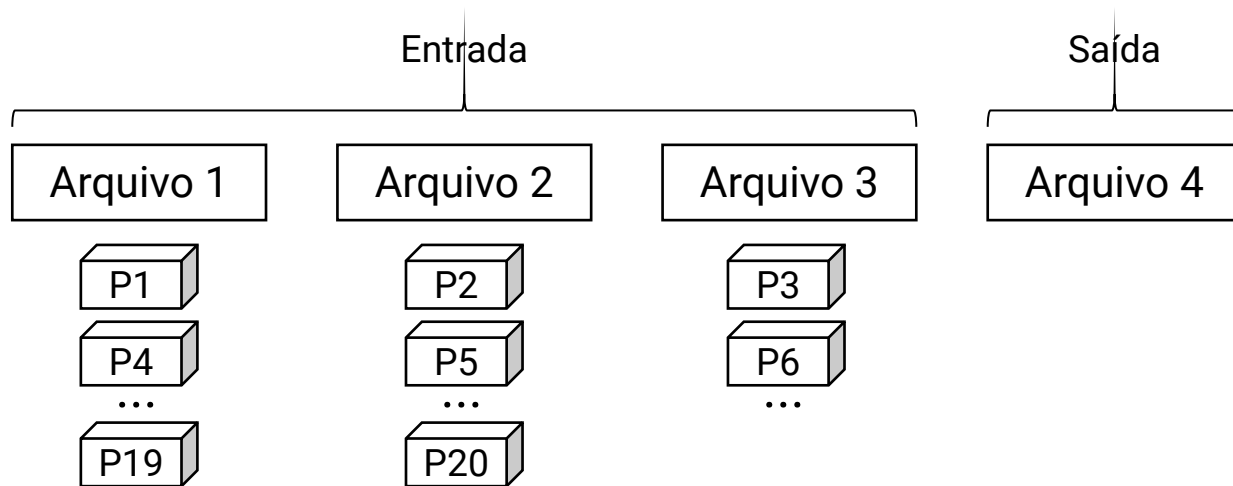 Entrada Saída
Arquivo 1 Arquivo 2 Arquivo 3 Arquivo 4
P1 P2 P3
P4 P5 P6
... ... ...
P19 P20